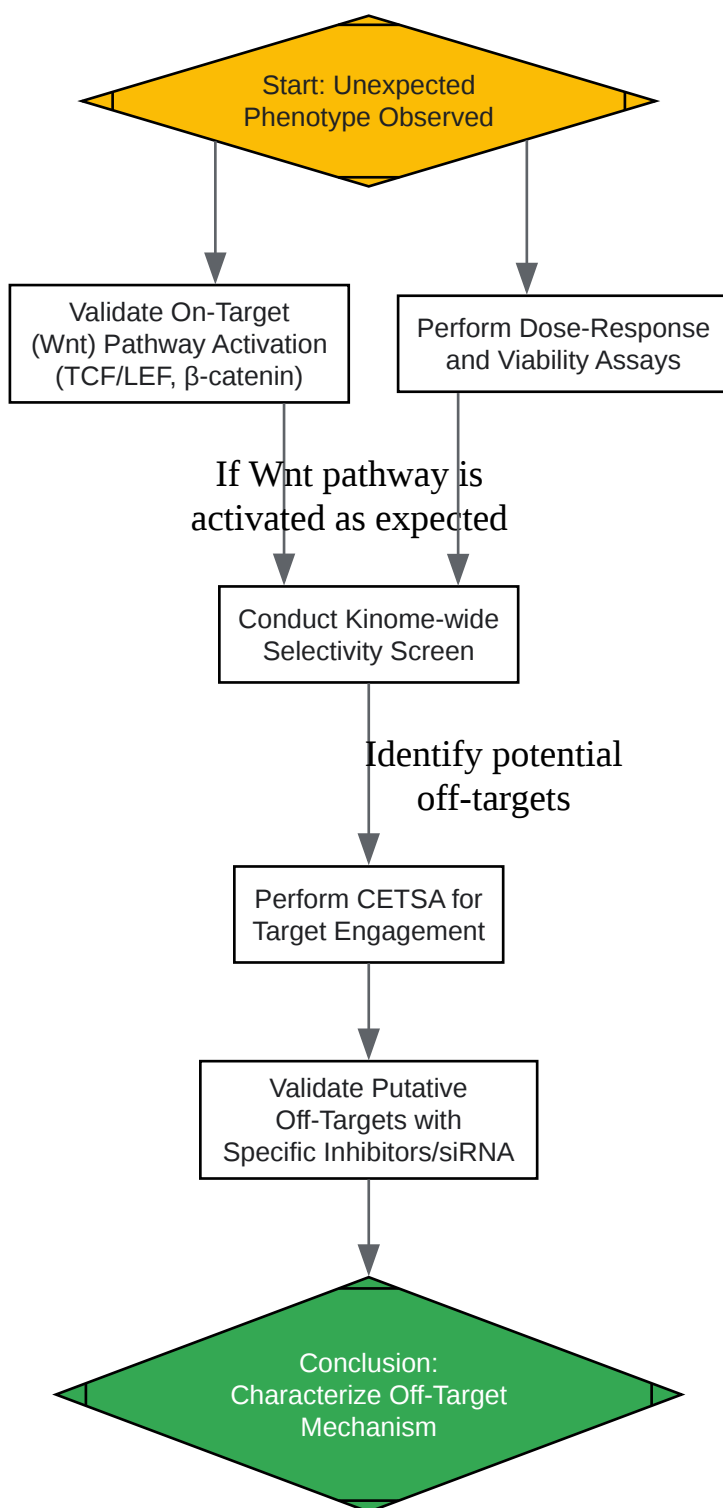 Start: Unexpected
Phenotype Observed
Validate On-Target
(Wnt) Pathway Activation
(TCF/LEF, β-catenin)
Perform Dose-Response
and Viability Assays
If Wnt pathway is
activated as expected
Conduct Kinome-wide
Selectivity Screen
Identify potential
off-targets
Perform CETSA for
Target Engagement
Validate Putative
Off-Targets with
Specific Inhibitors/siRNA
Conclusion:
Characterize Off-Target
Mechanism